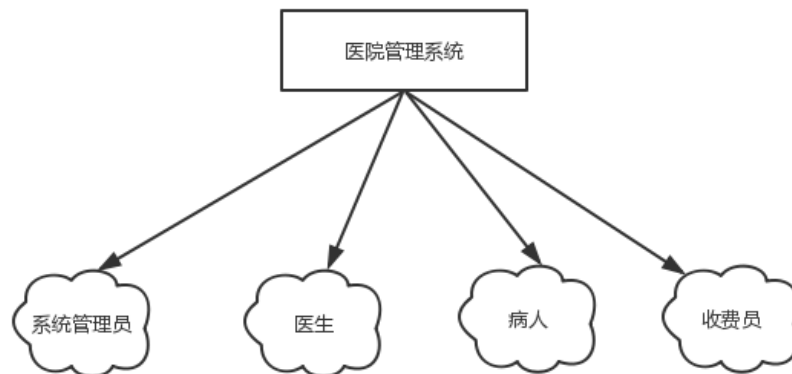 医院管理系统
系统管理员
医生
病人
收费员